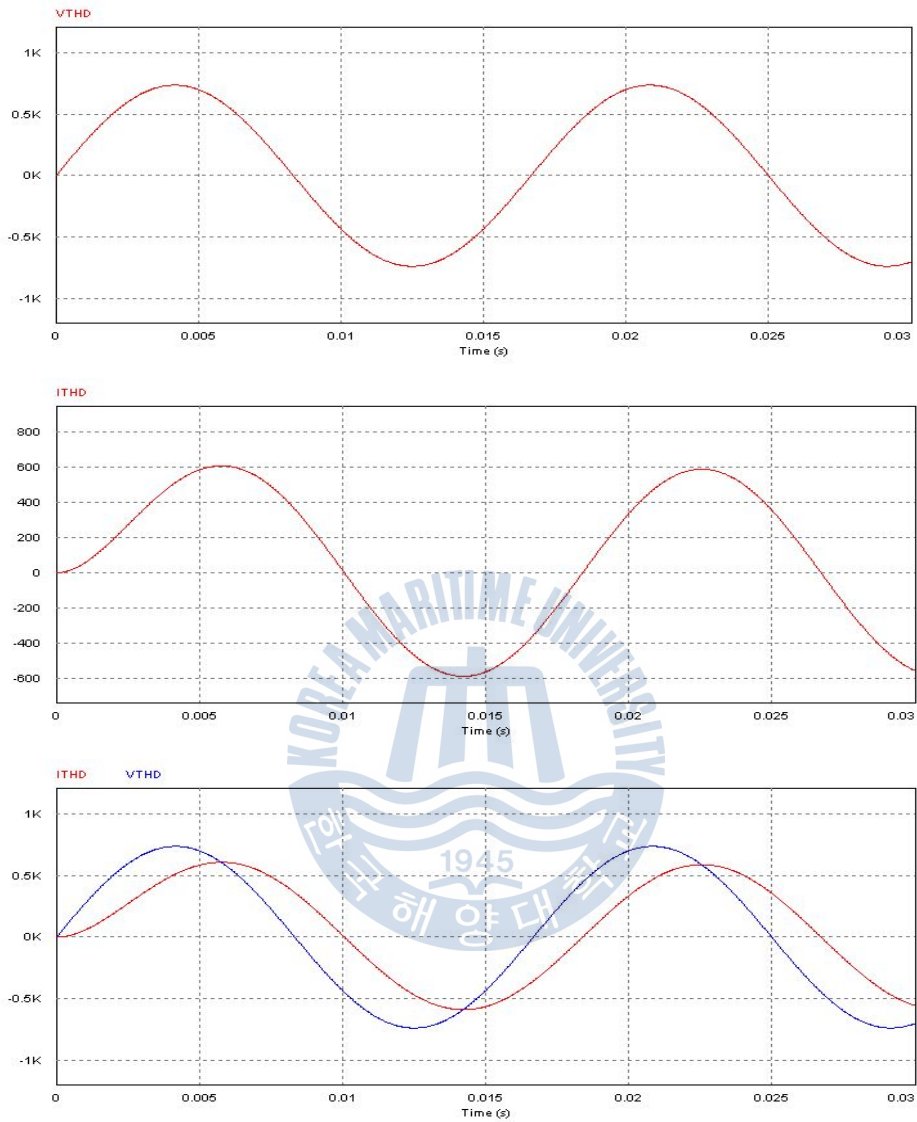 VTHD
1K
0.5K
0K
-0.5K
-1K
0 0.005 0.01 0.015 0.02 0.025 0.03
Time (s)
ITHD
800
600
400
200
0
-200
-400
-600
0 0.005 0.01 0.015 0.02 0.025 0.03
Time (s)
KOREA MARITIME UNIVERSITY
ITHD VTHD
1K
0.5K
0K
-0.5K
-1K
0 0.005 0.01 0.015 0.02 0.025 0.03
Time (s)
1945
한국해양대학교